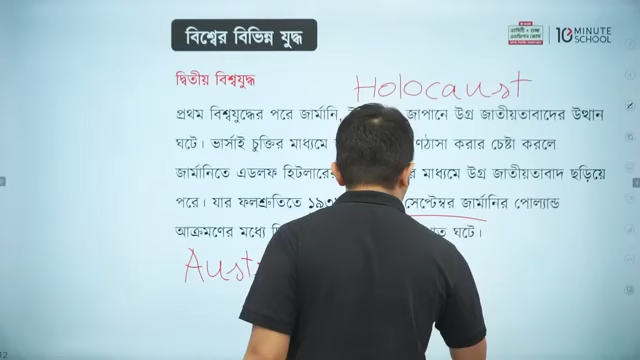 বিশ্বের বিভিন্ন যুদ্ধ
10 MINUTE SCHOOL
দ্বিতীয় বিশ্বযুদ্ধ
Holocaust
প্রথম বিশ্বযুদ্ধের পরে জার্মানি, জাপানে উগ্র জাতীয়তাবাদের উত্থান
ঘটে। ভার্সাই চুক্তির মাধ্যমে করার চেষ্টা করলে
জার্মানিতে এডলফ হিটলারের মাধ্যমে উগ্র জাতীয়তাবাদ ছড়িয়ে
পরে। যার ফলশ্রুতিতে সেপ্টেম্বর জার্মানির পোল্যান্ড
আক্রমণের মধ্যে ঘটে।